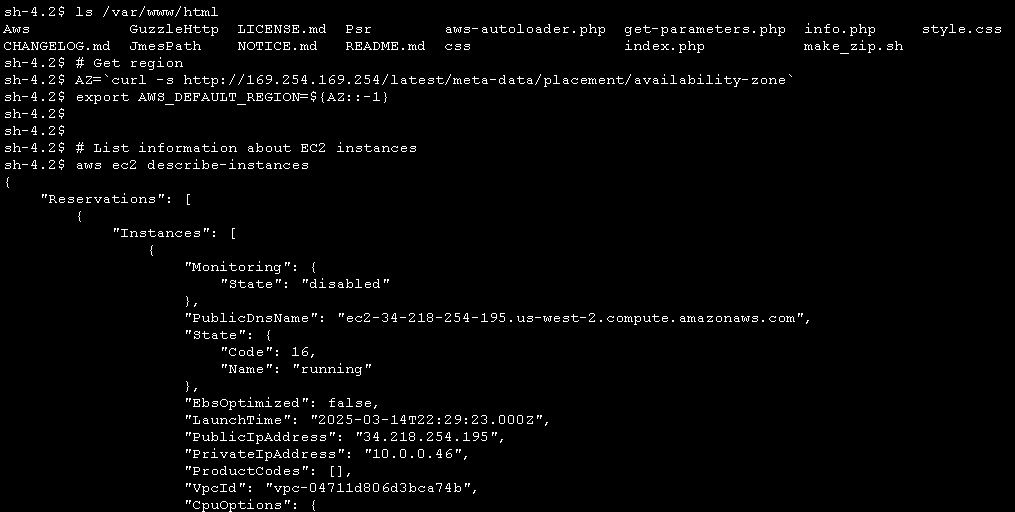 sh-4.2$ ls /var/www/html
Aws           GuzzleHttp  LICENSE.md  Psr        aws-autoloader.php  get-parameters.php  info.php     style.css
CHANGELOG.md  JmesPath    NOTICE.md   README.md  css                 index.php           make_zip.sh
sh-4.2$ # Get region
sh-4.2$ AZ=`curl -s http://169.254.169.254/latest/meta-data/placement/availability-zone`
sh-4.2$ export AWS_DEFAULT_REGION=${AZ::-1}
sh-4.2$
sh-4.2$
sh-4.2$ # List information about EC2 instances
sh-4.2$ aws ec2 describe-instances
{
    "Reservations": [
        {
            "Instances": [
                {
                    "Monitoring": {
                        "State": "disabled"
                    },
                    "PublicDnsName": "ec2-34-218-254-195.us-west-2.compute.amazonaws.com",
                    "State": {
                        "Code": 16,
                        "Name": "running"
                    },
                    "EbsOptimized": false,
                    "LaunchTime": "2025-03-14T22:29:23.000Z",
                    "PublicIpAddress": "34.218.254.195",
                    "PrivateIpAddress": "10.0.0.46",
                    "ProductCodes": [],
                    "VpcId": "vpc-04711d806d3bca74b",
                    "CpuOptions": {